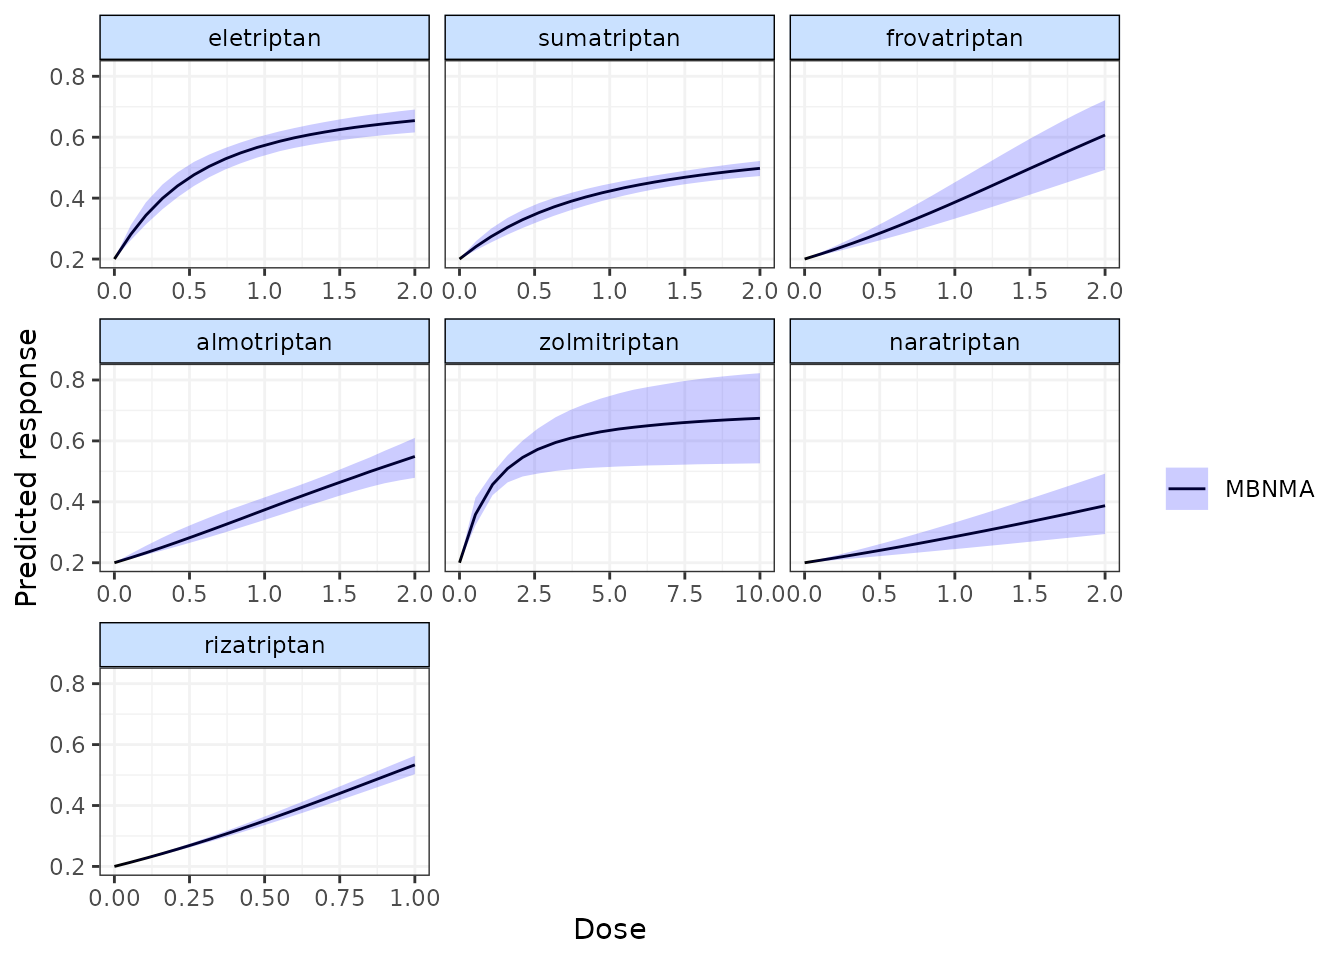 eletriptan sumatriptan frovatriptan
0.8
0.6
0.4
0.2
0.0 0.5 1.0 1.5 2.0 0.0 0.5 1.0 1.5 2.0 0.0 0.5 1.0 1.5 2.0
almotriptan zolmitriptan naratriptan
0.8
0.6
0.4
0.2
0.0 0.5 1.0 1.5 2.0 0.0 2.5 5.0 7.5 10.0 0.0 0.5 1.0 1.5 2.0
Predicted response
MBNMA
rizatriptan
0.8
0.6
0.4
0.2
0.00 0.25 0.50 0.75 1.00
Dose